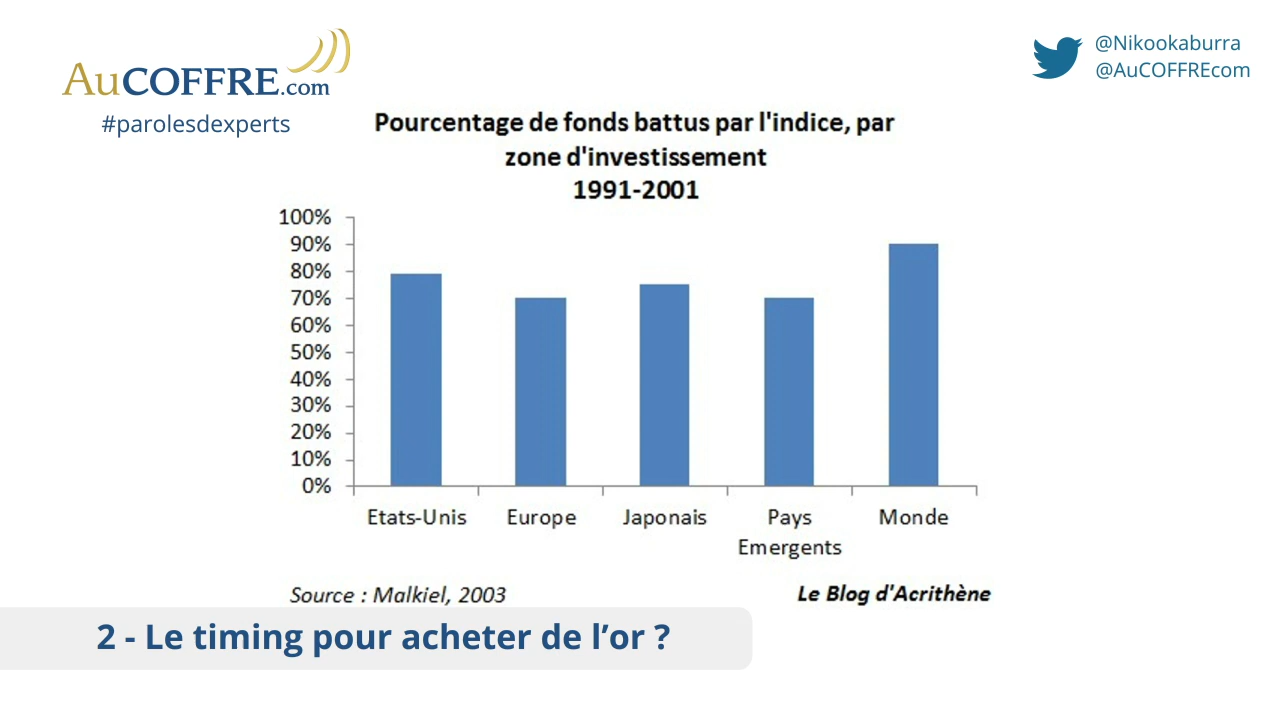 AuCOFFRE.com
#parolesdexperts
@Nikookaburra
@AuCOFFREcom
Pourcentage de fonds battus par l'indice, par
zone d'investissement
1991-2001
100%
90%
80%
70%
60%
50%
40%
30%
20%
10%
0%
Etats-Unis
Europe
Japonais
Pays
Emergents
Monde
Source : Malkiel, 2003
Le Blog d'Acrithène
2 - Le timing pour acheter de l’or ?